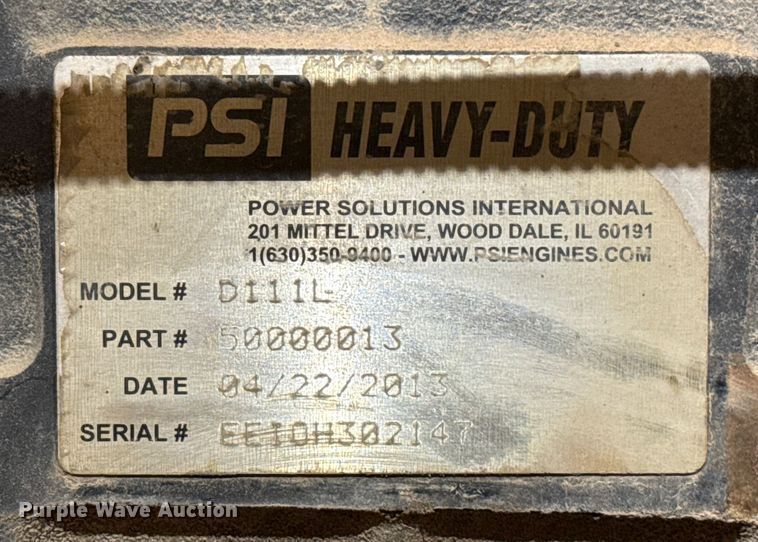 PSI HEAVY-DUTY
POWER SOLUTIONS INTERNATIONAL
201 MITTEL DRIVE, WOOD DALE, IL 60191
1(630)350-9400 - WWW.PSIENGINES.COM
MODEL # D111L
PART # 50000013
DATE 04/22/2013
SERIAL # EEIOH302147
Purple Wave Auction